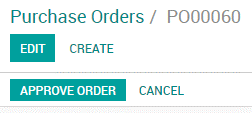 Purchase Orders / PO00060
EDIT CREATE
APPROVE ORDER CANCEL